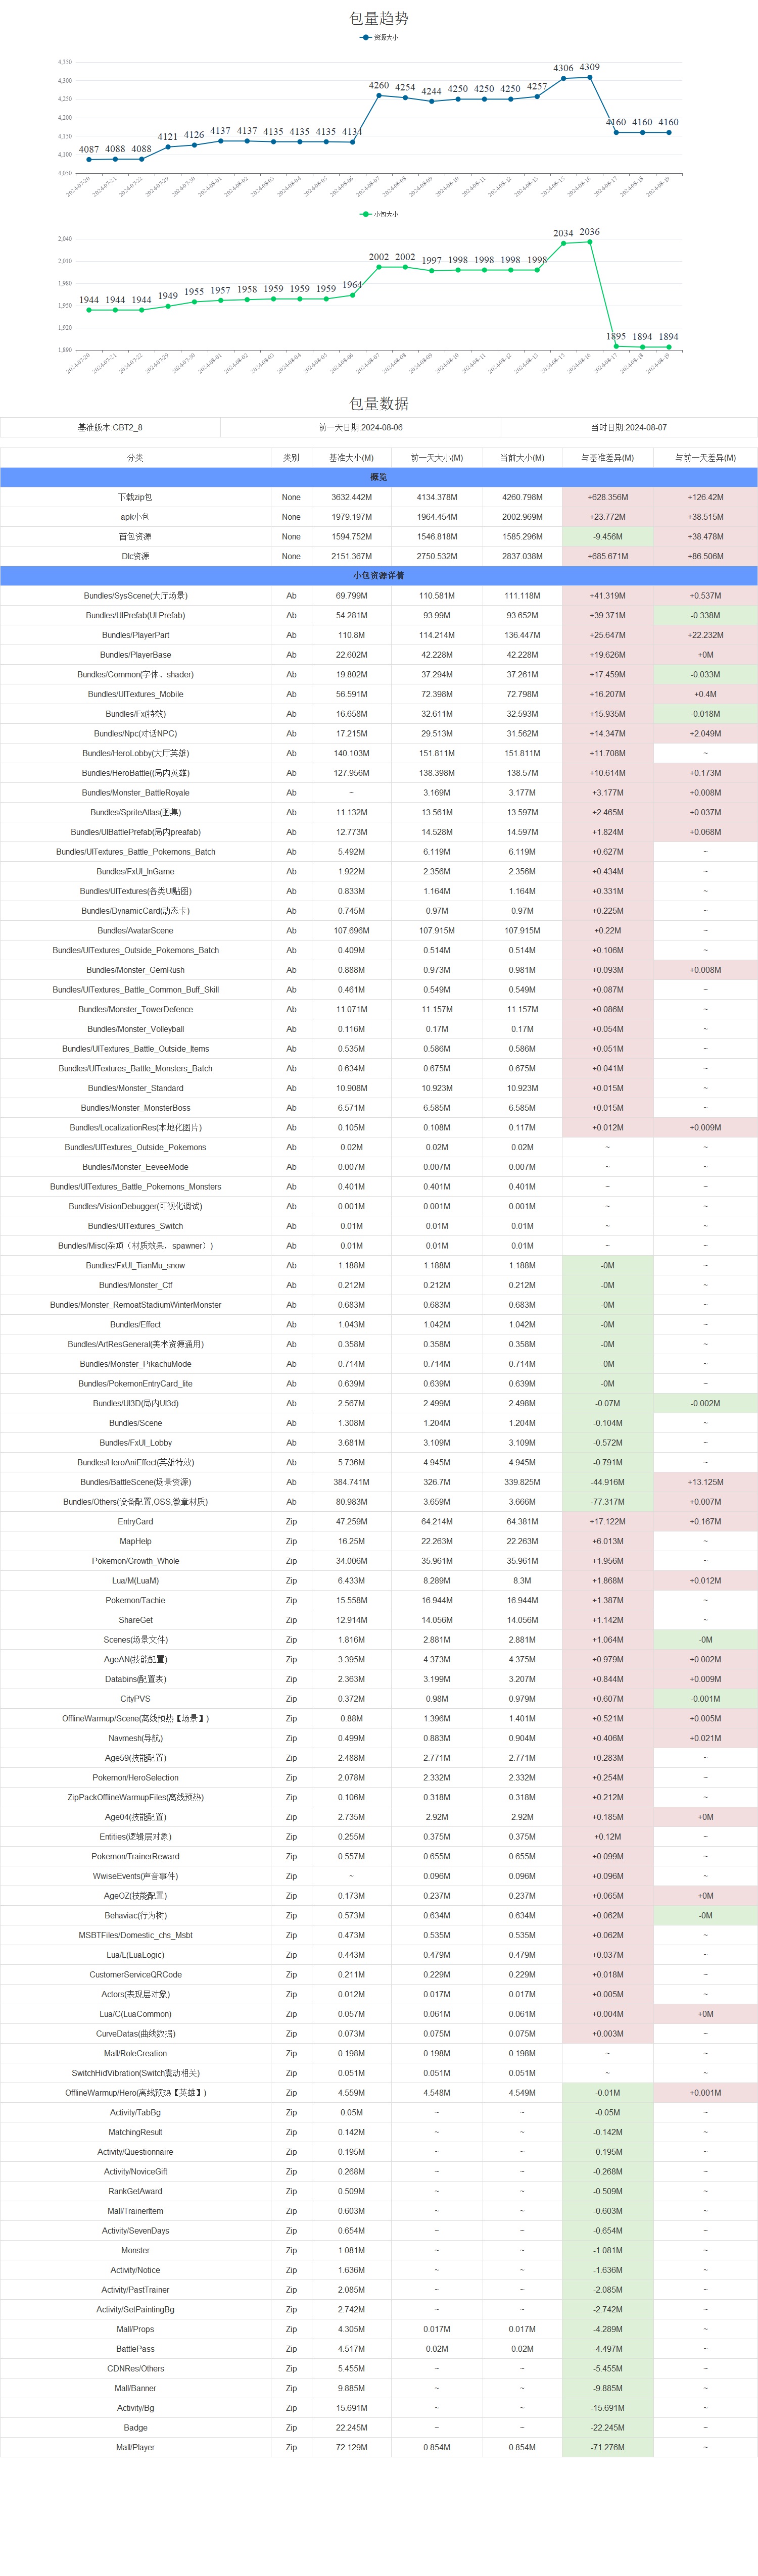 包量趋势
资源大小
4,350
4,300
4,250
4,200
4,150
4,100
4,050
4087 4088 4088 4121 4126 4137 4137 4135 4135 4135 4134 4260 4254 4244 4250 4250 4250 4257 4306 4309 4160 4160 4160
2024-07-20 2024-07-21 2024-07-22 2024-07-29 2024-07-30 2024-08-01 2024-08-02 2024-08-03 2024-08-04 2024-08-05 2024-08-06 2024-08-07 2024-08-08 2024-08-09 2024-08-10 2024-08-11 2024-08-12 2024-08-13 2024-08-15 2024-08-16 2024-08-17 2024-08-18 2024-08-19
小包大小
2,040
2,010
1,980
1,950
1,920
1,890
1944 1944 1944 1949 1955 1957 1958 1959 1959 1959 1964 2002 2002 1997 1998 1998 1998 1998 2034 2036 1895 1894 1894
2024-07-20 2024-07-21 2024-07-22 2024-07-29 2024-07-30 2024-08-01 2024-08-02 2024-08-03 2024-08-04 2024-08-05 2024-08-06 2024-08-07 2024-08-08 2024-08-09 2024-08-10 2024-08-11 2024-08-12 2024-08-13 2024-08-15 2024-08-16 2024-08-17 2024-08-18 2024-08-19
包量数据
基准版本:CBT2_8 前一天日期:2024-08-06 当时日期:2024-08-07
分类 类别 基准大小(M) 前一天大小(M) 当前大小(M) 与基准差异(M) 与前一天差异(M)
概览
下载zip包 None 3632.442M 4134.378M 4260.798M +628.356M +126.42M
apk小包 None 1979.197M 1964.454M 2002.969M +23.772M +38.515M
首包资源 None 1594.752M 1546.818M 1585.296M -9.456M +38.478M
Dlc资源 None 2151.367M 2750.532M 2837.038M +685.671M +86.506M
小包资源详情
Bundles/SysScene(大厅场景) Ab 69.799M 110.581M 111.118M +41.319M +0.537M
Bundles/UIPrefab(UI Prefab) Ab 54.281M 93.99M 93.652M +39.371M -0.338M
Bundles/PlayerPart Ab 110.8M 114.214M 136.447M +25.647M +22.232M
Bundles/PlayerBase Ab 22.602M 42.228M 42.228M +19.626M +0M
Bundles/Common(字体、shader) Ab 19.802M 37.294M 37.261M +17.459M -0.033M
Bundles/UITextures_Mobile Ab 56.591M 72.398M 72.798M +16.207M +0.4M
Bundles/Fx(特效) Ab 16.658M 32.611M 32.593M +15.935M -0.018M
Bundles/Npc(对话NPC) Ab 17.215M 29.513M 31.562M +14.347M +2.049M
Bundles/HeroLobby(大厅英雄) Ab 140.103M 151.811M 151.811M +11.708M ~
Bundles/HeroBattle((局内英雄) Ab 127.956M 138.398M 138.57M +10.614M +0.173M
Bundles/Monster_BattleRoyale Ab ~ 3.169M 3.177M +3.177M +0.008M
Bundles/SpriteAtlas(图集) Ab 11.132M 13.561M 13.597M +2.465M +0.037M
Bundles/UIBattlePrefab(局内preafab) Ab 12.773M 14.528M 14.597M +1.824M +0.068M
Bundles/UITextures_Battle_Pokemons_Batch Ab 5.492M 6.119M 6.119M +0.627M ~
Bundles/FxUI_InGame Ab 1.922M 2.356M 2.356M +0.434M ~
Bundles/UITextures(各类UI贴图) Ab 0.833M 1.164M 1.164M +0.331M ~
Bundles/DynamicCard(动态卡) Ab 0.745M 0.97M 0.97M +0.225M ~
Bundles/AvatarScene Ab 107.696M 107.915M 107.915M +0.22M ~
Bundles/UITextures_Outside_Pokemons_Batch Ab 0.409M 0.514M 0.514M +0.106M ~
Bundles/Monster_GemRush Ab 0.888M 0.973M 0.981M +0.093M +0.008M
Bundles/UITextures_Battle_Common_Buff_Skill Ab 0.461M 0.549M 0.549M +0.087M ~
Bundles/Monster_TowerDefence Ab 11.071M 11.157M 11.157M +0.086M ~
Bundles/Monster_Volleyball Ab 0.116M 0.17M 0.17M +0.054M ~
Bundles/UITextures_Battle_Outside_Items Ab 0.535M 0.586M 0.586M +0.051M ~
Bundles/UITextures_Battle_Monsters_Batch Ab 0.634M 0.675M 0.675M +0.041M ~
Bundles/Monster_Standard Ab 10.908M 10.923M 10.923M +0.015M ~
Bundles/Monster_MonsterBoss Ab 6.571M 6.585M 6.585M +0.015M ~
Bundles/LocalizationRes(本地化图片) Ab 0.105M 0.108M 0.117M +0.012M +0.009M
Bundles/UITextures_Outside_Pokemons Ab 0.02M 0.02M 0.02M ~ ~
Bundles/Monster_EeveeMode Ab 0.007M 0.007M 0.007M ~ ~
Bundles/UITextures_Battle_Pokemons_Monsters Ab 0.401M 0.401M 0.401M ~ ~
Bundles/VisionDebugger(可视化调试) Ab 0.001M 0.001M 0.001M ~ ~
Bundles/UITextures_Switch Ab 0.01M 0.01M 0.01M ~ ~
Bundles/Misc(杂项（材质效果，spawner）) Ab 0.01M 0.01M 0.01M ~ ~
Bundles/FxUI_TianMu_snow Ab 1.188M 1.188M 1.188M -0M ~
Bundles/Monster_Ctf Ab 0.212M 0.212M 0.212M -0M ~
Bundles/Monster_RemoatStadiumWinterMonster Ab 0.683M 0.683M 0.683M -0M ~
Bundles/Effect Ab 1.043M 1.042M 1.042M -0M ~
Bundles/ArtResGeneral(美术资源通用) Ab 0.358M 0.358M 0.358M -0M ~
Bundles/Monster_PikachuMode Ab 0.714M 0.714M 0.714M -0M ~
Bundles/PokemonEntryCard_lite Ab 0.639M 0.639M 0.639M -0M ~
Bundles/UI3D(局内UI3d) Ab 2.567M 2.499M 2.498M -0.07M -0.002M
Bundles/Scene Ab 1.308M 1.204M 1.204M -0.104M ~
Bundles/FxUI_Lobby Ab 3.681M 3.109M 3.109M -0.572M ~
Bundles/HeroAniEffect(英雄特效) Ab 5.736M 4.945M 4.945M -0.791M ~
Bundles/BattleScene(场景资源) Ab 384.741M 326.7M 339.825M -44.916M +13.125M
Bundles/Others(设备配置,OSS,徽章材质) Ab 80.983M 3.659M 3.666M -77.317M +0.007M
EntryCard Zip 47.259M 64.214M 64.381M +17.122M +0.167M
MapHelp Zip 16.25M 22.263M 22.263M +6.013M ~
Pokemon/Growth_Whole Zip 34.006M 35.961M 35.961M +1.956M ~
Lua/M(LuaM) Zip 6.433M 8.289M 8.3M +1.868M +0.012M
Pokemon/Tachie Zip 15.558M 16.944M 16.944M +1.387M ~
ShareGet Zip 12.914M 14.056M 14.056M +1.142M ~
Scenes(场景文件) Zip 1.816M 2.881M 2.881M +1.064M -0M
AgeAN(技能配置) Zip 3.395M 4.373M 4.375M +0.979M +0.002M
Databins(配置表) Zip 2.363M 3.199M 3.207M +0.844M +0.009M
CityPVS Zip 0.372M 0.98M 0.979M +0.607M -0.001M
OfflineWarmup/Scene(离线预热【场景】) Zip 0.88M 1.396M 1.401M +0.521M +0.005M
Navmesh(导航) Zip 0.499M 0.883M 0.904M +0.406M +0.021M
Age59(技能配置) Zip 2.488M 2.771M 2.771M +0.283M ~
Pokemon/HeroSelection Zip 2.078M 2.332M 2.332M +0.254M ~
ZipPackOfflineWarmupFiles(离线预热) Zip 0.106M 0.318M 0.318M +0.212M ~
Age04(技能配置) Zip 2.735M 2.92M 2.92M +0.185M +0M
Entities(逻辑层对象) Zip 0.255M 0.375M 0.375M +0.12M ~
Pokemon/TrainerReward Zip 0.557M 0.655M 0.655M +0.099M ~
WwiseEvents(声音事件) Zip ~ 0.096M 0.096M +0.096M ~
AgeOZ(技能配置) Zip 0.173M 0.237M 0.237M +0.065M +0M
Behaviac(行为树) Zip 0.573M 0.634M 0.634M +0.062M -0M
MSBTFiles/Domestic_chs_Msbt Zip 0.473M 0.535M 0.535M +0.062M ~
Lua/L(LuaLogic) Zip 0.443M 0.479M 0.479M +0.037M ~
CustomerServiceQRCode Zip 0.211M 0.229M 0.229M +0.018M ~
Actors(表现层对象) Zip 0.012M 0.017M 0.017M +0.005M ~
Lua/C(LuaCommon) Zip 0.057M 0.061M 0.061M +0.004M +0M
CurveDatas(曲线数据) Zip 0.073M 0.075M 0.075M +0.003M ~
Mall/RoleCreation Zip 0.198M 0.198M 0.198M ~ ~
SwitchHidVibration(Switch震动相关) Zip 0.051M 0.051M 0.051M ~ ~
OfflineWarmup/Hero(离线预热【英雄】) Zip 4.559M 4.548M 4.549M -0.01M +0.001M
Activity/TabBg Zip 0.05M ~ ~ -0.05M ~
MatchingResult Zip 0.142M ~ ~ -0.142M ~
Activity/Questionnaire Zip 0.195M ~ ~ -0.195M ~
Activity/NoviceGift Zip 0.268M ~ ~ -0.268M ~
RankGetAward Zip 0.509M ~ ~ -0.509M ~
Mall/TrainerItem Zip 0.603M ~ ~ -0.603M ~
Activity/SevenDays Zip 0.654M ~ ~ -0.654M ~
Monster Zip 1.081M ~ ~ -1.081M ~
Activity/Notice Zip 1.636M ~ ~ -1.636M ~
Activity/PastTrainer Zip 2.085M ~ ~ -2.085M ~
Activity/SetPaintingBg Zip 2.742M ~ ~ -2.742M ~
Mall/Props Zip 4.305M 0.017M 0.017M -4.289M ~
BattlePass Zip 4.517M 0.02M 0.02M -4.497M ~
CDNRes/Others Zip 5.455M ~ ~ -5.455M ~
Mall/Banner Zip 9.885M ~ ~ -9.885M ~
Activity/Bg Zip 15.691M ~ ~ -15.691M ~
Badge Zip 22.245M ~ ~ -22.245M ~
Mall/Player Zip 72.129M 0.854M 0.854M -71.276M ~